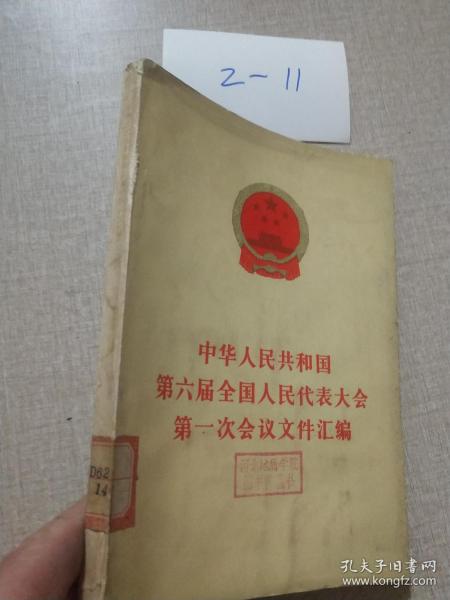 2-11
中华人民共和国
第六届全国人民代表大会
第一次会议文件汇编
D62
14
孔夫子旧书网
www.kongfz.com